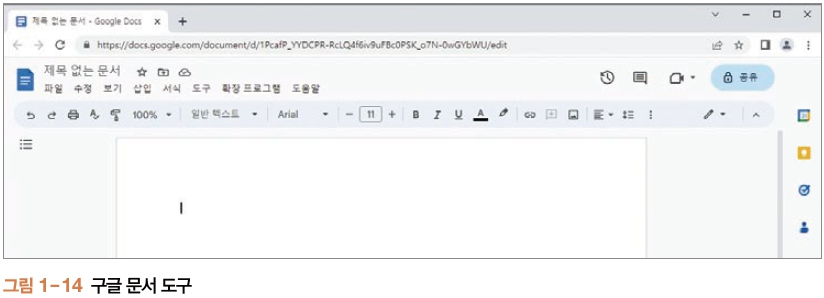 제목 없는 문서 - Google Docs
https://docs.google.com/document/d/1PcafP_YYDCPR-RcLQ4f6iv9uFBc0PSK_o7N-0wGYbWU/edit
제목 없는 문서
파일 수정 보기 삽입 서식 도구 확장 프로그램 도움말
공유
100% 일반 텍스트 Arial 11 B I U A
그림 1-14 구글 문서 도구